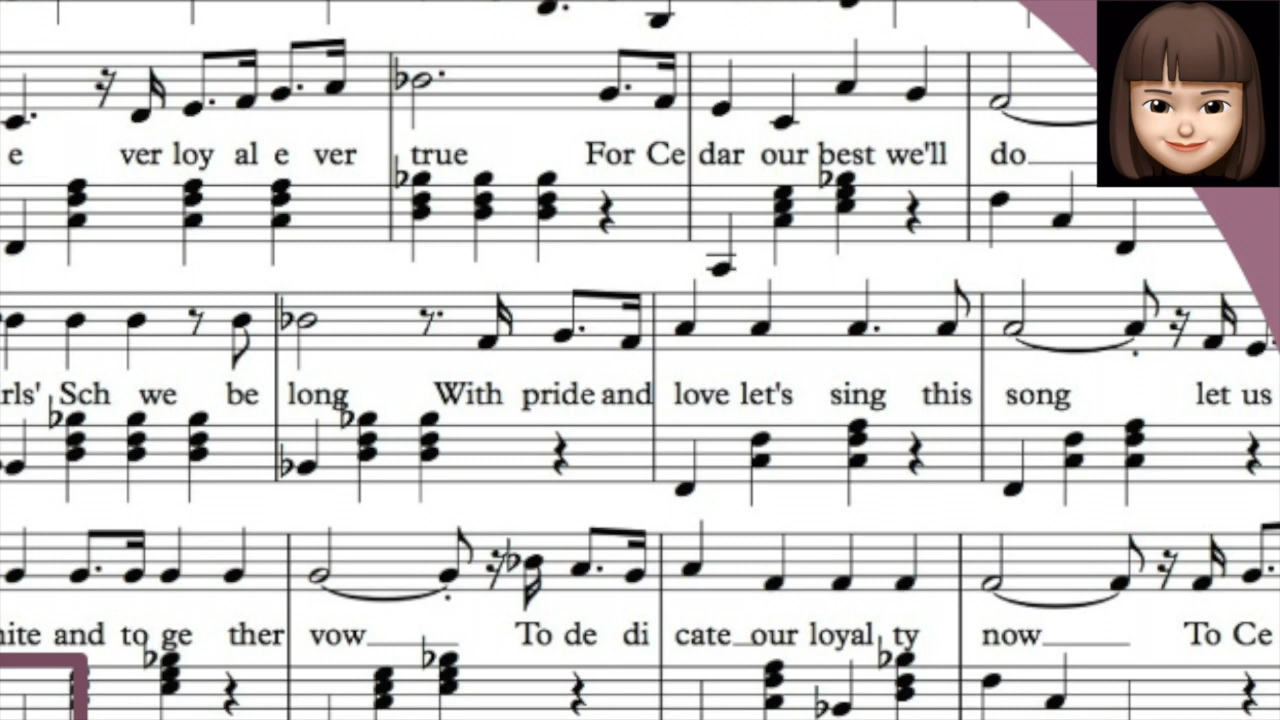 e ver loy al e ver true For Ce dar our best we'll do
rls' Sch we be long With pride and love let's sing this song let us
nite and to ge ther vow To de di cate our loyal ty now To Ce